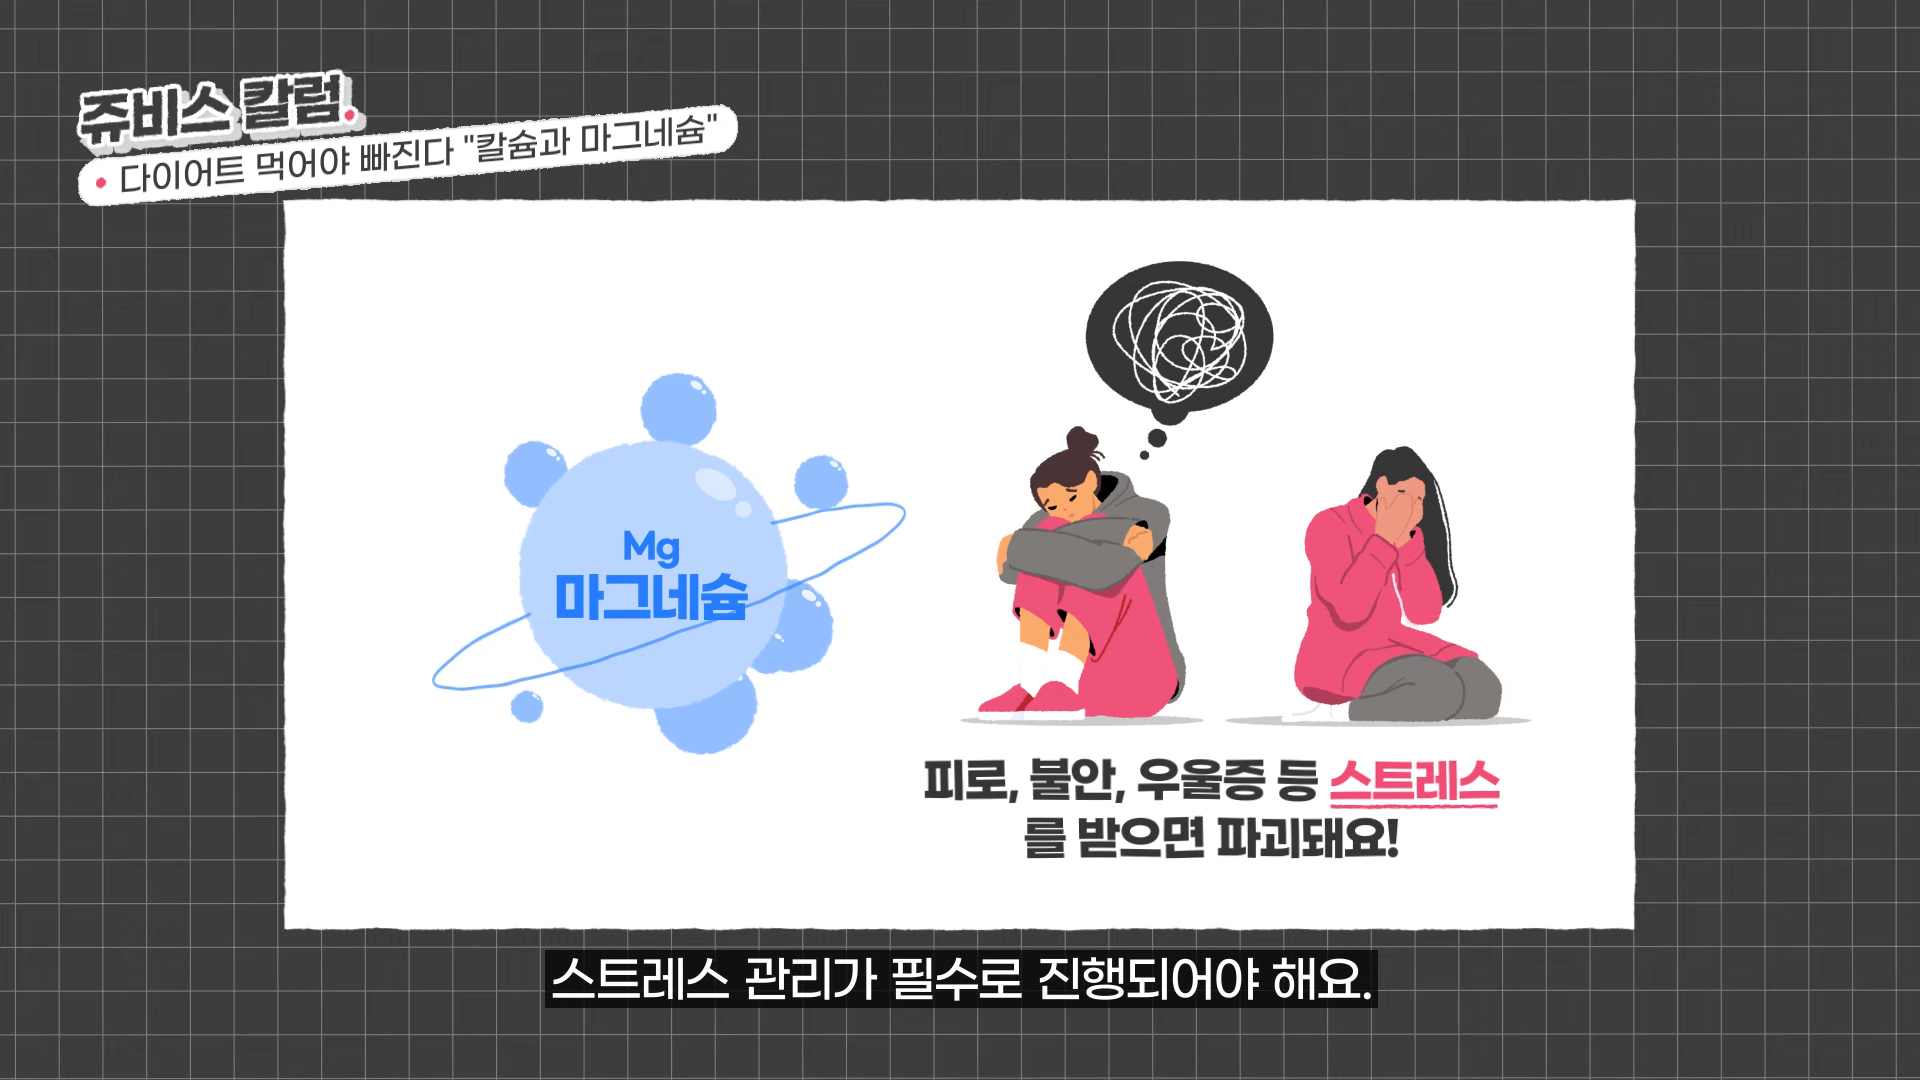 쥬비스 칼럼.
다이어트 먹어야 빠진다 "칼슘과 마그네슘"
Mg
마그네슘
피로, 불안, 우울증 등 스트레스
를 받으면 파괴돼요!
스트레스 관리가 필수로 진행되어야 해요.